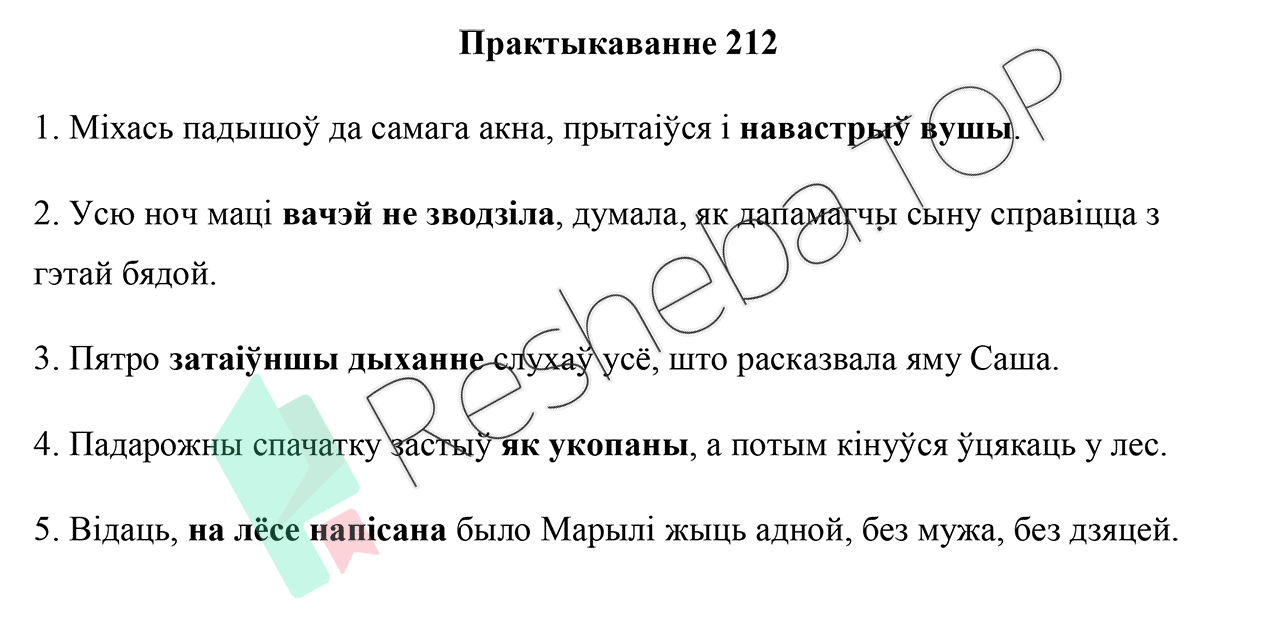 Практыкаванне 212
1. Міхась падышоў да самага акна, прытаіўся і навастрыў вушы.
2. Усю ноч маці вачэй не зводзіла, думала, як дапамагчы сыну справіцца з
гэтай бядой.
3. Пятро затаіўншы дыханне слухаў усё, што расказвала яму Саша.
4. Падарожны спачатку застыў як укопаны, а потым кінуўся ўцякаць у лес.
5. Відаць, на лёсе напісана было Марылі жыць адной, без мужа, без дзяцей.
Resheba.TOP